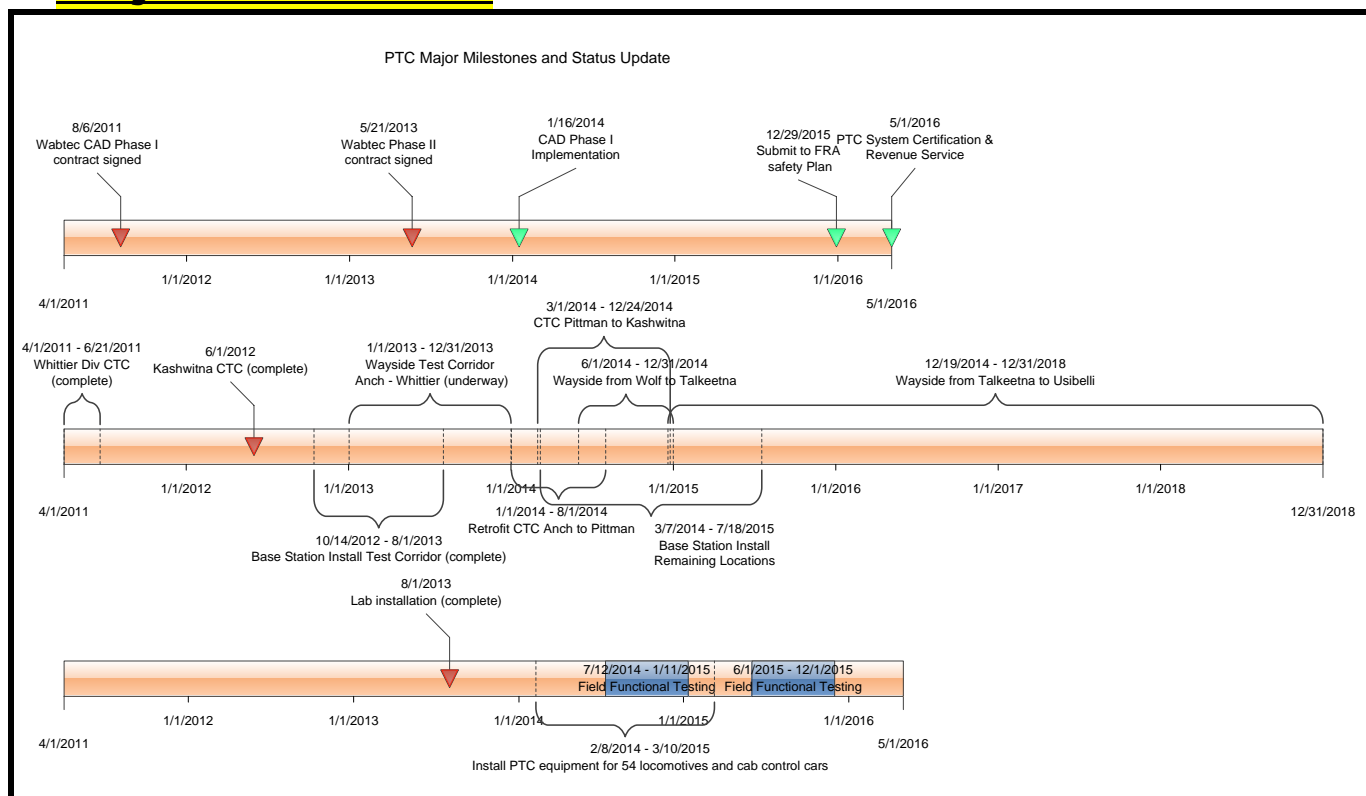 PTC Major Milestones and Status Update
8/6/2011
Wabtec CAD Phase I
contract signed
5/21/2013
Wabtec Phase II
contract signed
1/16/2014
CAD Phase I
Implementation
12/29/2015
Submit to FRA
safety Plan
5/1/2016
PTC System Certification &
Revenue Service
1/1/2012
1/1/2013
1/1/2014
1/1/2015
1/1/2016
4/1/2011
5/1/2016
4/1/2011 - 6/21/2011
Whittier Div CTC
(complete)
6/1/2012
Kashwitna CTC (complete)
1/1/2013 - 12/31/2013
Wayside Test Corridor
Anch - Whittier (underway)
3/1/2014 - 12/24/2014
CTC Pittman to Kashwitna
6/1/2014 - 12/31/2014
Wayside from Wolf to Talkeetna
12/19/2014 - 12/31/2018
Wayside from Talkeetna to Usibelli
1/1/2012
1/1/2013
1/1/2014
1/1/2015
1/1/2016
1/1/2017
1/1/2018
4/1/2011
12/31/2018
10/14/2012 - 8/1/2013
Base Station Install Test Corridor (complete)
1/1/2014 - 8/1/2014
Retrofit CTC Anch to Pittman
3/7/2014 - 7/18/2015
Base Station Install
Remaining Locations
8/1/2013
Lab installation (complete)
7/12/2014 - 1/11/2015
Field Functional Testing
6/1/2015 - 12/1/2015
Field Functional Testing
1/1/2012
1/1/2013
1/1/2014
1/1/2015
1/1/2016
4/1/2011
5/1/2016
2/8/2014 - 3/10/2015
Install PTC equipment for 54 locomotives and cab control cars